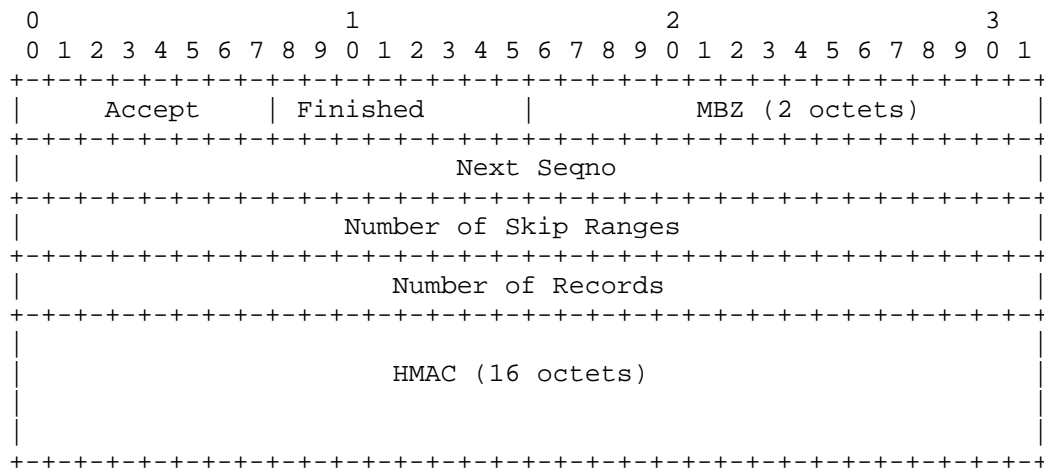 0                   1                   2                   3
0 1 2 3 4 5 6 7 8 9 0 1 2 3 4 5 6 7 8 9 0 1 2 3 4 5 6 7 8 9 0 1
+-+-+-+-+-+-+-+-+-+-+-+-+-+-+-+-+-+-+-+-+-+-+-+-+-+-+-+-+-+-+-+-+
|     Accept    | Finished      |          MBZ (2 octets)       |
+-+-+-+-+-+-+-+-+-+-+-+-+-+-+-+-+-+-+-+-+-+-+-+-+-+-+-+-+-+-+-+-+
|                           Next Seqno                          |
+-+-+-+-+-+-+-+-+-+-+-+-+-+-+-+-+-+-+-+-+-+-+-+-+-+-+-+-+-+-+-+-+
|                    Number of Skip Ranges                      |
+-+-+-+-+-+-+-+-+-+-+-+-+-+-+-+-+-+-+-+-+-+-+-+-+-+-+-+-+-+-+-+-+
|                       Number of Records                       |
+-+-+-+-+-+-+-+-+-+-+-+-+-+-+-+-+-+-+-+-+-+-+-+-+-+-+-+-+-+-+-+-+
|                                                               |
|                       HMAC (16 octets)                        |
|                                                               |
|                                                               |
+-+-+-+-+-+-+-+-+-+-+-+-+-+-+-+-+-+-+-+-+-+-+-+-+-+-+-+-+-+-+-+-+